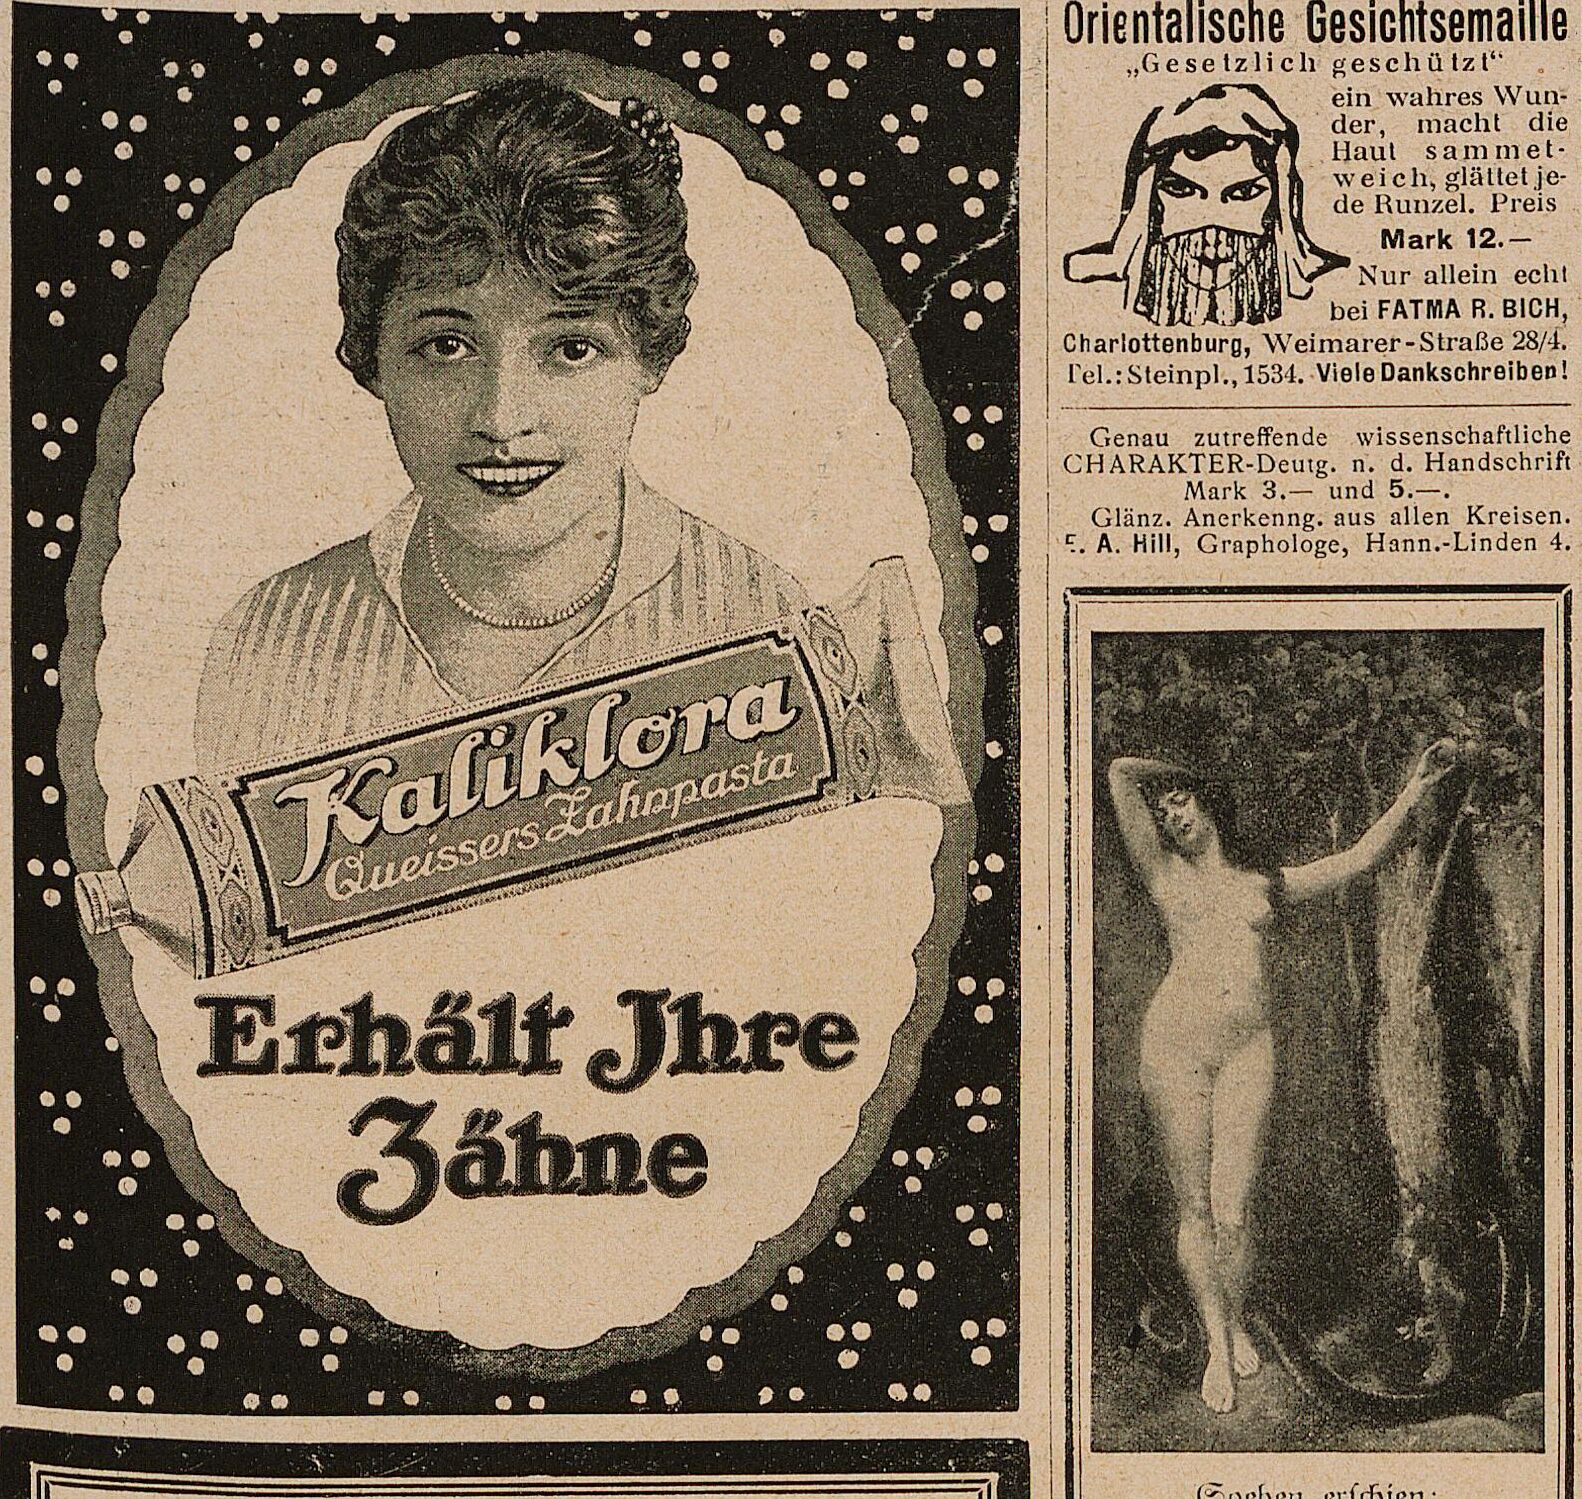 Kaliklora
Queissers Zahnpasta
Erhält Ihre
Zähne
Orientalische Gesichtsemaille
„Gesetzlich geschützt“
ein wahres Wun-
der, macht die
Haut sammet-
weich, glättet je-
de Runzel. Preis
Mark 12.—
Nur allein echt
bei FATMA R. BICH,
Charlottenburg, Weimarer-Straße 28/4.
Tel.: Steinpl., 1534. Viele Dankschreiben!
Genau zutreffende wissenschaftliche
CHARAKTER-Deutg. n. d. Handschrift
Mark 3.— und 5.—.
Glänz. Anerkenng. aus allen Kreisen.
A. Hill, Graphologe, Hann.-Linden 4.
Soeben erschien: